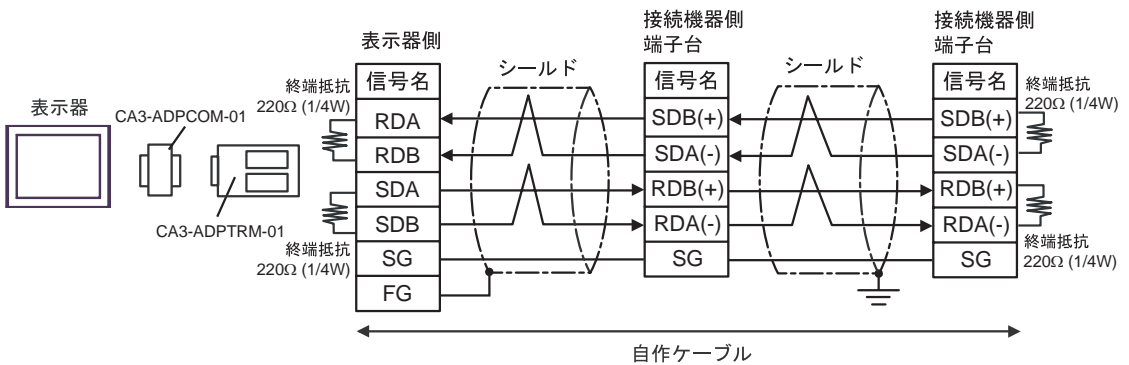 表示器
CA3-ADPCOM-01
CA3-ADPTRM-01
終端抵抗
220Ω (1/4W)
終端抵抗
220Ω (1/4W)
表示器側
信号名
RDA
RDB
SDA
SDB
SG
FG
シールド
接続機器側
端子台
信号名
SDB(+)
SDA(-)
RDB(+)
RDA(-)
SG
シールド
接続機器側
端子台
信号名
SDB(+)
SDA(-)
RDB(+)
RDA(-)
SG
終端抵抗
220Ω (1/4W)
終端抵抗
220Ω (1/4W)
自作ケーブル